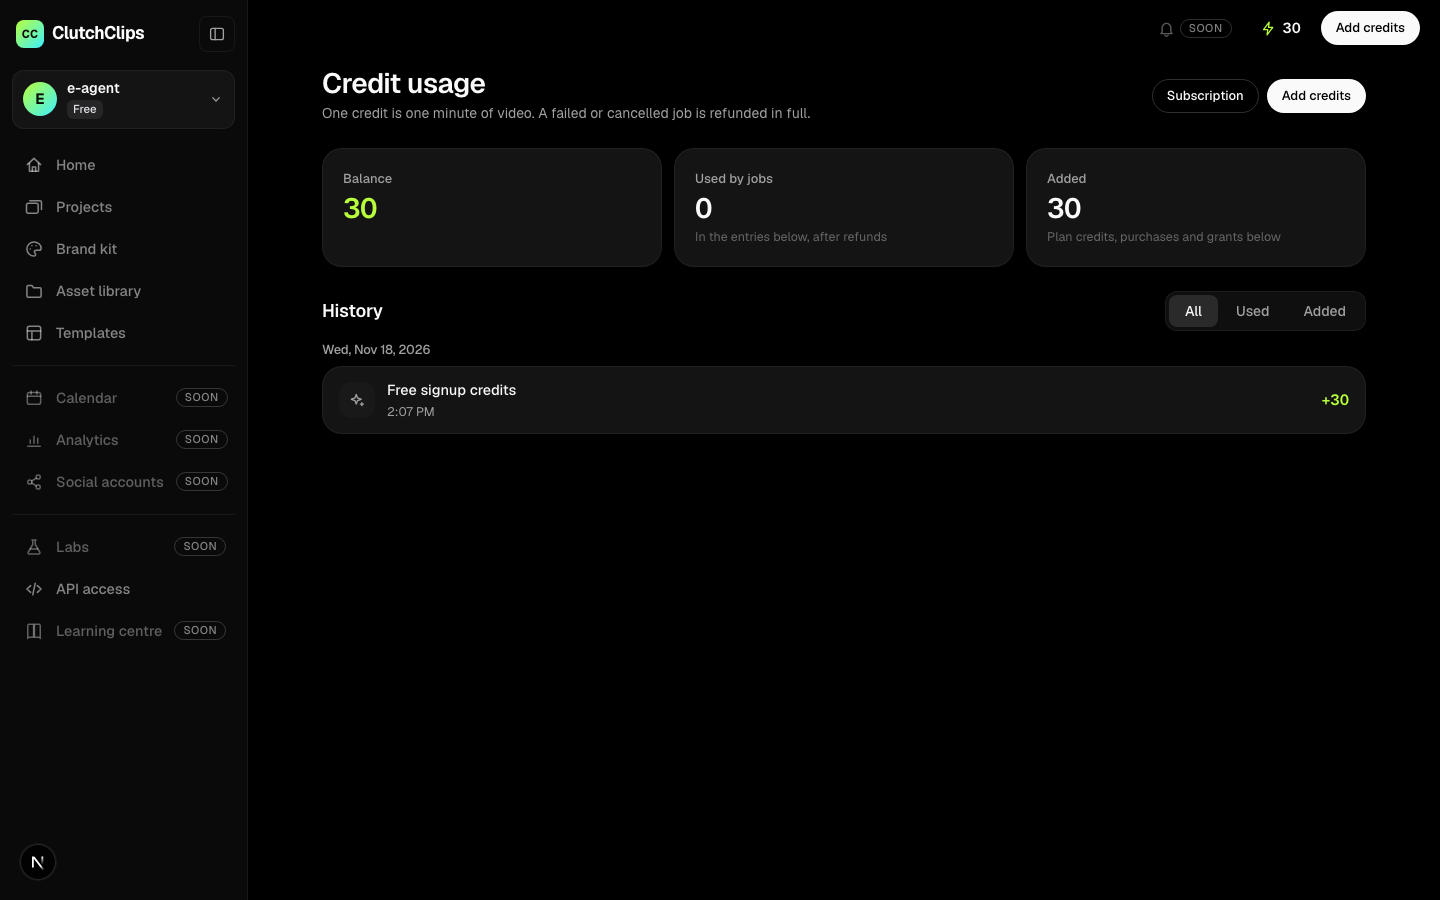 CC ClutchClips
E e-agent
Free
Home
Projects
Brand kit
Asset library
Templates
Calendar SOON
Analytics SOON
Social accounts SOON
Labs SOON
API access
Learning centre SOON
N
SOON 30 Add credits
Credit usage
One credit is one minute of video. A failed or cancelled job is refunded in full.
Subscription Add credits
Balance
30
Used by jobs
0
In the entries below, after refunds
Added
30
Plan credits, purchases and grants below
History
All Used Added
Wed, Nov 18, 2026
Free signup credits
2:07 PM
+30